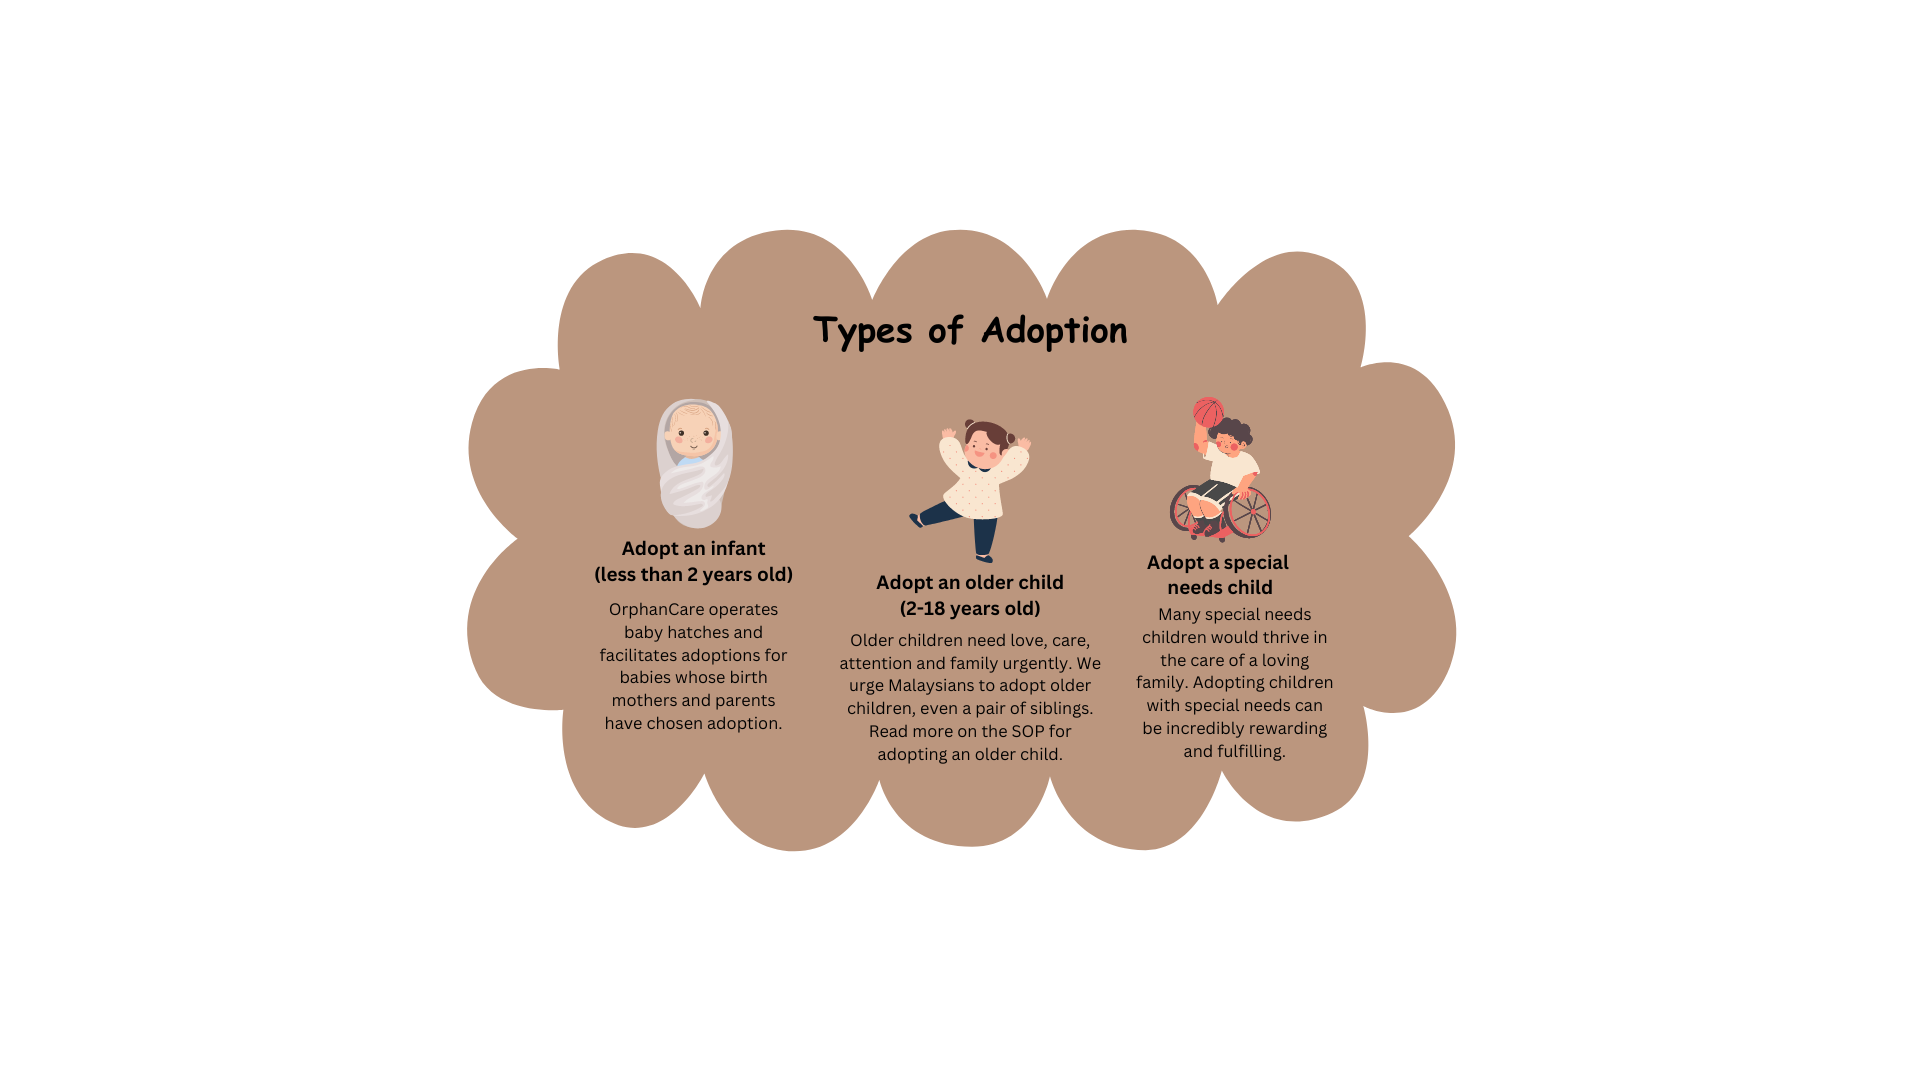 Types of Adoption
Adopt an infant
(less than 2 years old)
OrphanCare operates
baby hatches and
facilitates adoptions for
babies whose birth
mothers and parents
have chosen adoption.
Adopt an older child
(2-18 years old)
Older children need love, care,
attention and family urgently. We
urge Malaysians to adopt older
children, even a pair of siblings.
Read more on the SOP for
adopting an older child.
Adopt a special
needs child
Many special needs
children would thrive in
the care of a loving
family. Adopting children
with special needs can
be incredibly rewarding
and fulfilling.